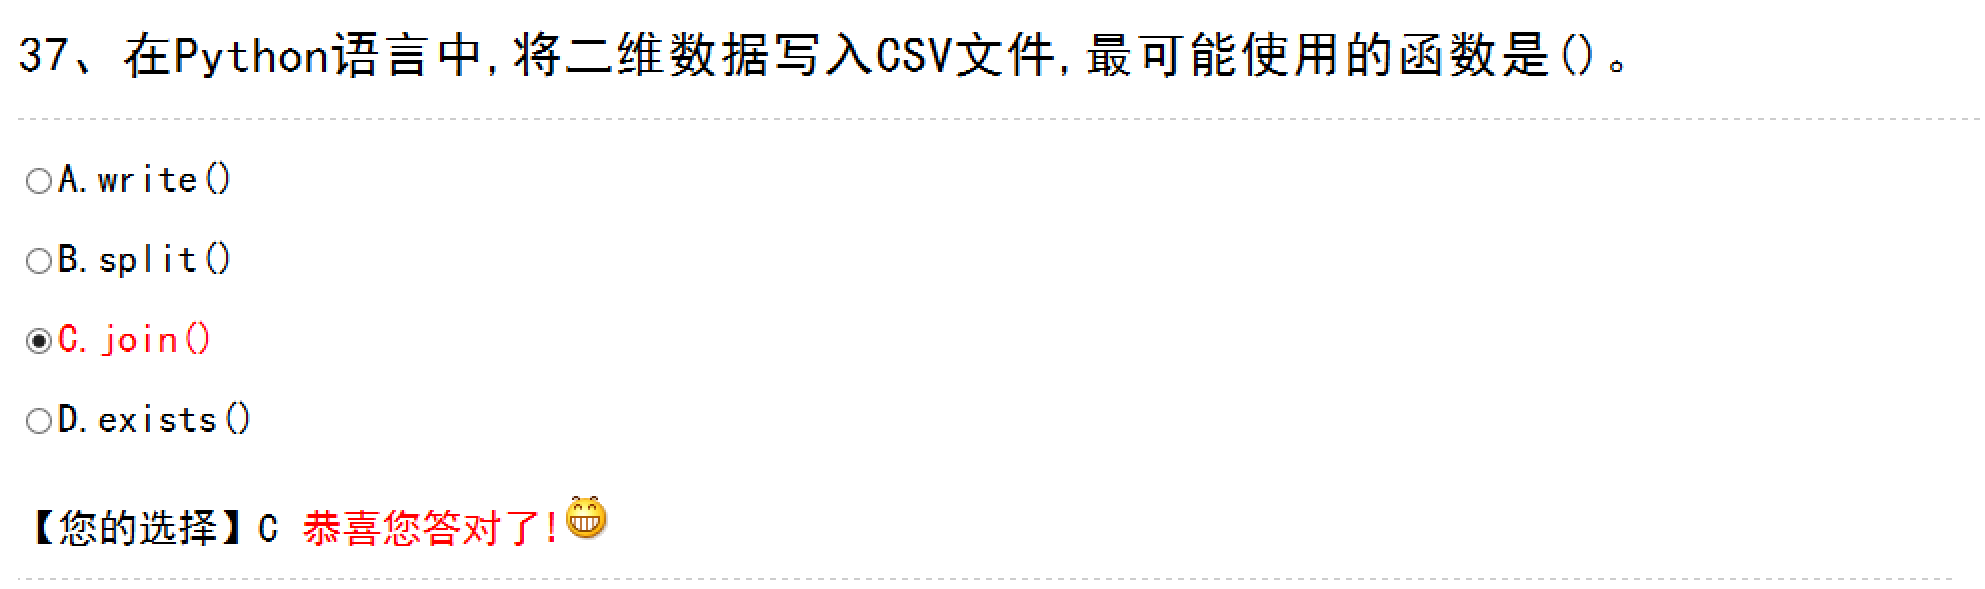 37、在Python语言中,将二维数据写入CSV文件,最可能使用的函数是()。
A.write()
B.split()
C.join()
D.exists()
【您的选择】C 恭喜您答对了!